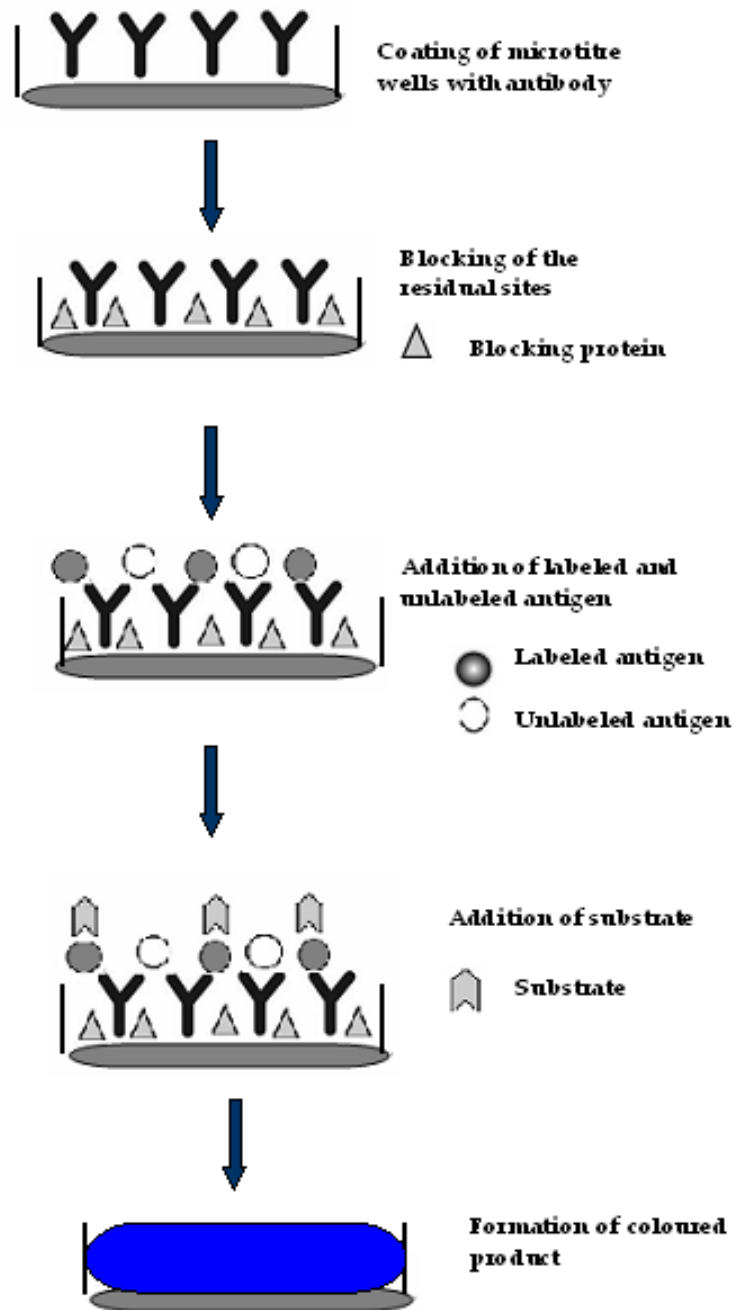 Coating of microtitre
wells with antibody
Blocking of the
residual sites
Blocking protein
Addition of labeled and
unlabeled antigen
Labeled antigen
Unlabeled antigen
Addition of substrate
Substrate
Formation of coloured
product